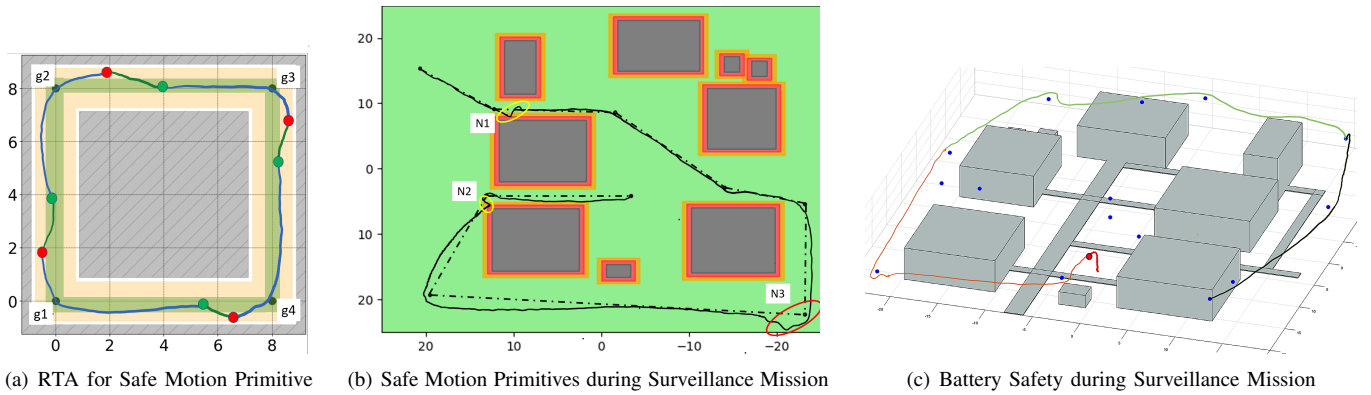 g2
g3
g1
g4
8
6
4
2
0
0
2
4
6
8
(a) RTA for Safe Motion Primitive
20
10
0
10
20
N1
N2
N3
20
10
0
−10
−20
(b) Safe Motion Primitives during Surveillance Mission
(c) Battery Safety during Surveillance Mission